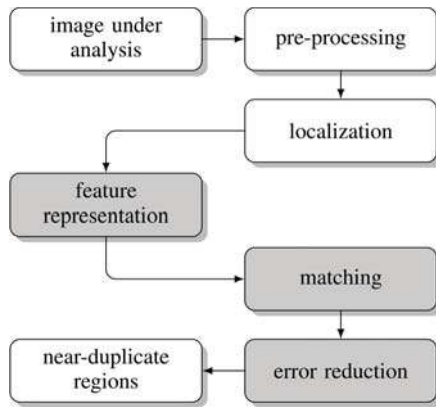 image under
analysis
pre-processing
localization
feature
representation
matching
near-duplicate
regions
error reduction